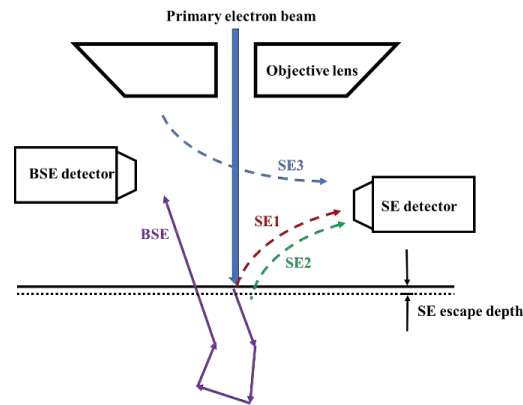 Primary electron beam
Objective lens
BSE detector
SE3
SE detector
BSE
SE1
SE2
SE escape depth